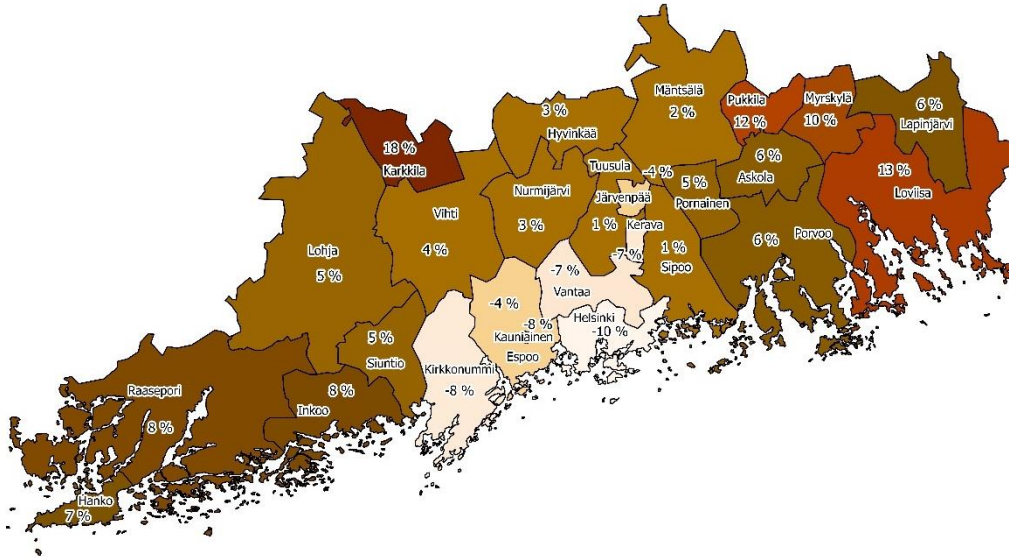 Mäntsälä
2 %
Pukkila
12 %
Myrskylä
10 %
6 %
Lapinjärvi
3 %
Hyvinkää
18 %
Karkkila
Tuusula
-4 %
6 %
Askola
13 %
Loviisa
Nurmijärvi
3 %
Järvenpää
5 %
Pornainen
Vihti
4 %
1 %
Kerava
-7 %
Lohja
5 %
1 %
Sipoo
6 %
Porvoo
-7 %
Vantaa
-4 %
-8 %
Kauniainen
Espoo
Helsinki
-10 %
5 %
Siuntio
Kirkkonummi
-8 %
Raasepori
8 %
8 %
Inkoo
Hanko
7 %